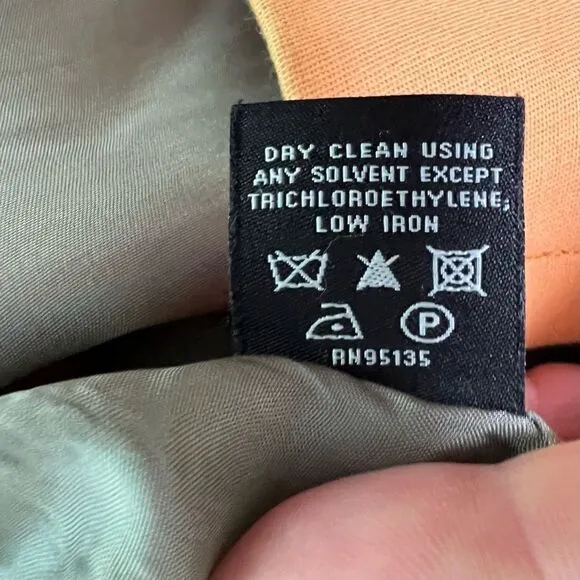 DRY CLEAN USING
ANY SOLVENT EXCEPT
TRICHLOROETHYLENE;
LOW IRON
P
RN95135